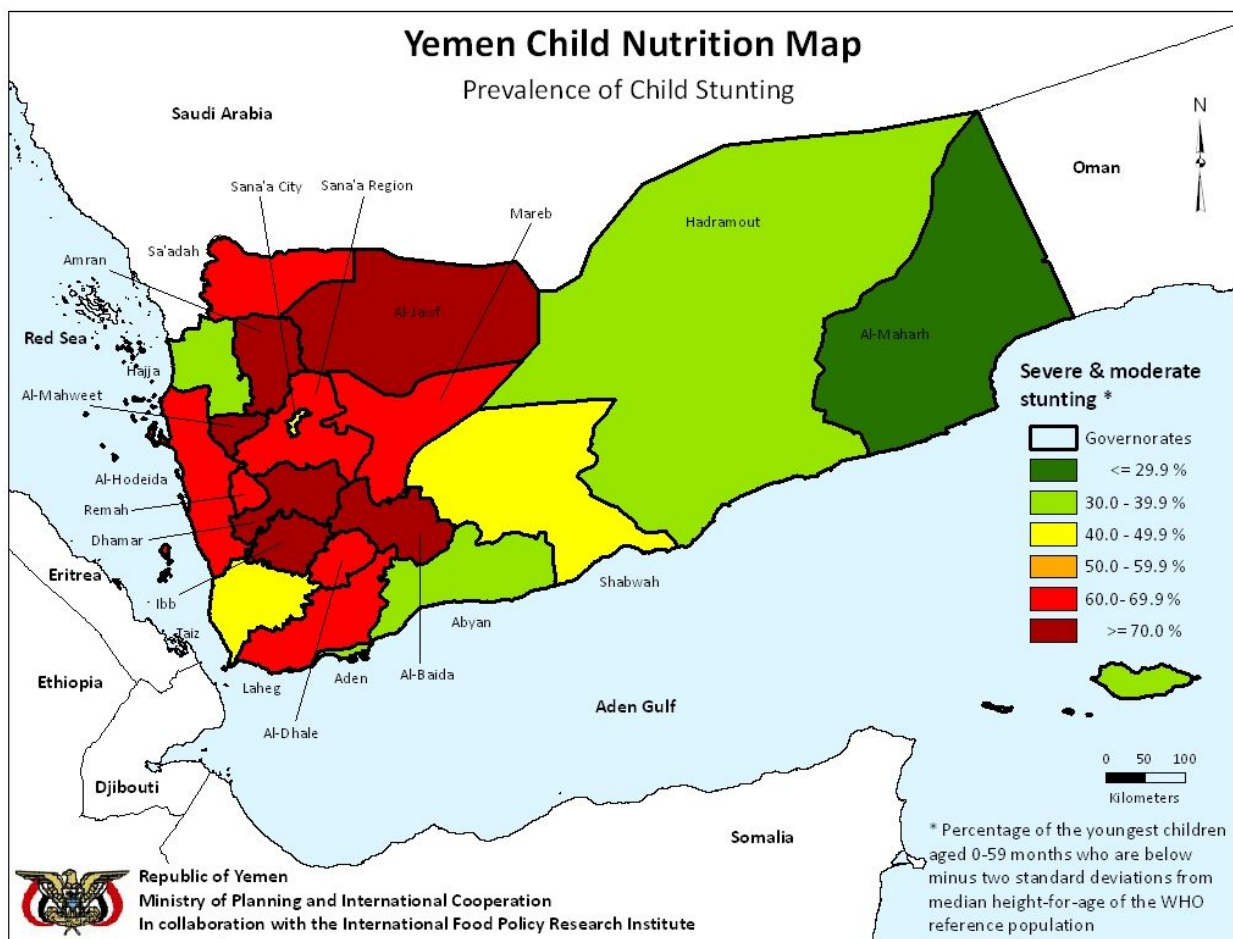 Yemen Child Nutrition Map
Prevalence of Child Stunting
Saudi Arabia
N
Oman
Sana'a City
Sana'a Region
Mareb
Hadramout
Sa'adah
Amran
Al-Jawf
Red Sea
Hajja
Al-Maharh
Al-Mahweet
Al-Hodeida
Remah
Dhamar
Eritrea
Ibb
Shabwah
Taiz
Abyan
Ethiopia
Laheg
Aden
Al-Baida
Al-Dhale
Aden Gulf
Djibouti
Somalia
Severe & moderate
stunting *
Governorates
<= 29.9 %
30.0 - 39.9 %
40.0 - 49.9 %
50.0 - 59.9 %
60.0- 69.9 %
>= 70.0 %
0 50 100
Kilometers
* Percentage of the youngest children
aged 0-59 months who are below
minus two standard deviations from
median height-for-age of the WHO
reference population
Republic of Yemen
Ministry of Planning and International Cooperation
In collaboration with the International Food Policy Research Institute